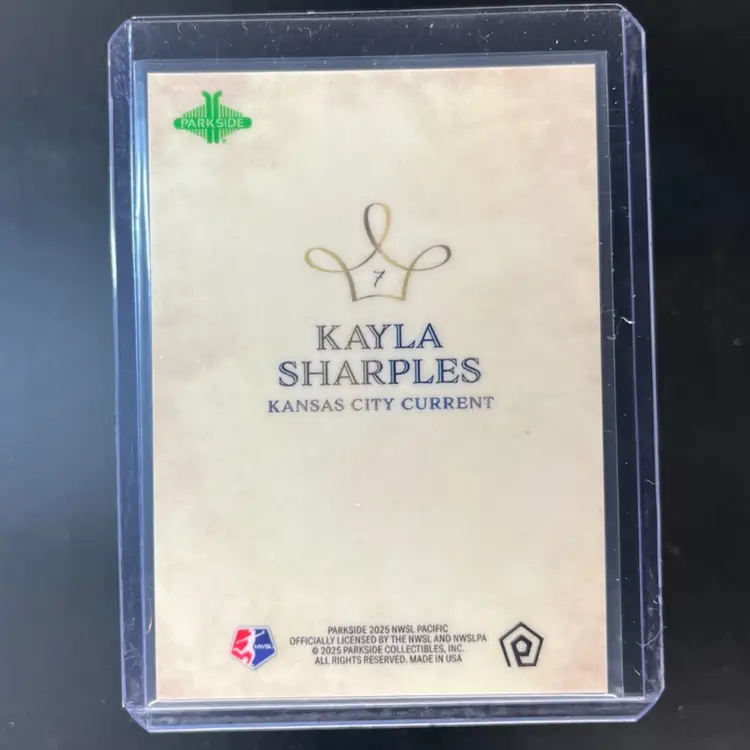 PARKSIDE
7
KAYLA
SHARPLES
KANSAS CITY CURRENT
NWSL
PARKSIDE 2025 NWSL PACIFIC
OFFICIALLY LICENSED BY THE NWSL AND NWSLPA
© 2025 PARKSIDE COLLECTIBLES, INC.
ALL RIGHTS RESERVED. MADE IN USA